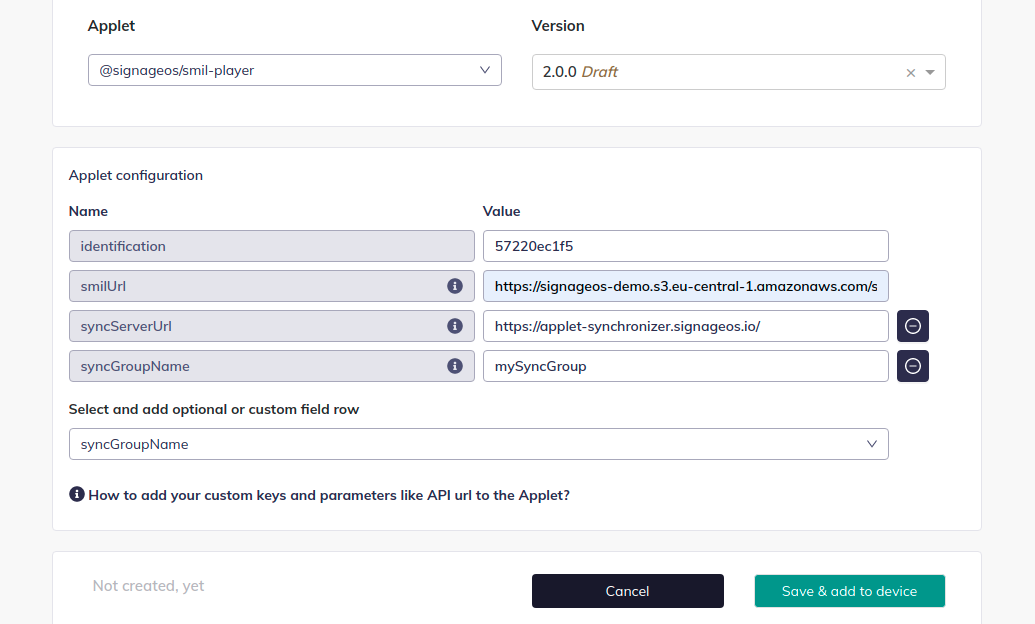 Applet Version
@signageos/smil-player 2.0.0 Draft
Applet configuration
Name Value
identification 57220ec1f5
smilUrl https://signageos-demo.s3.eu-central-1.amazonaws.com/s
syncServerUrl https://applet-synchronizer.signageos.io/
syncGroupName mySyncGroup
Select and add optional or custom field row
syncGroupName
How to add your custom keys and parameters like API url to the Applet?
Not created, yet Cancel Save & add to device